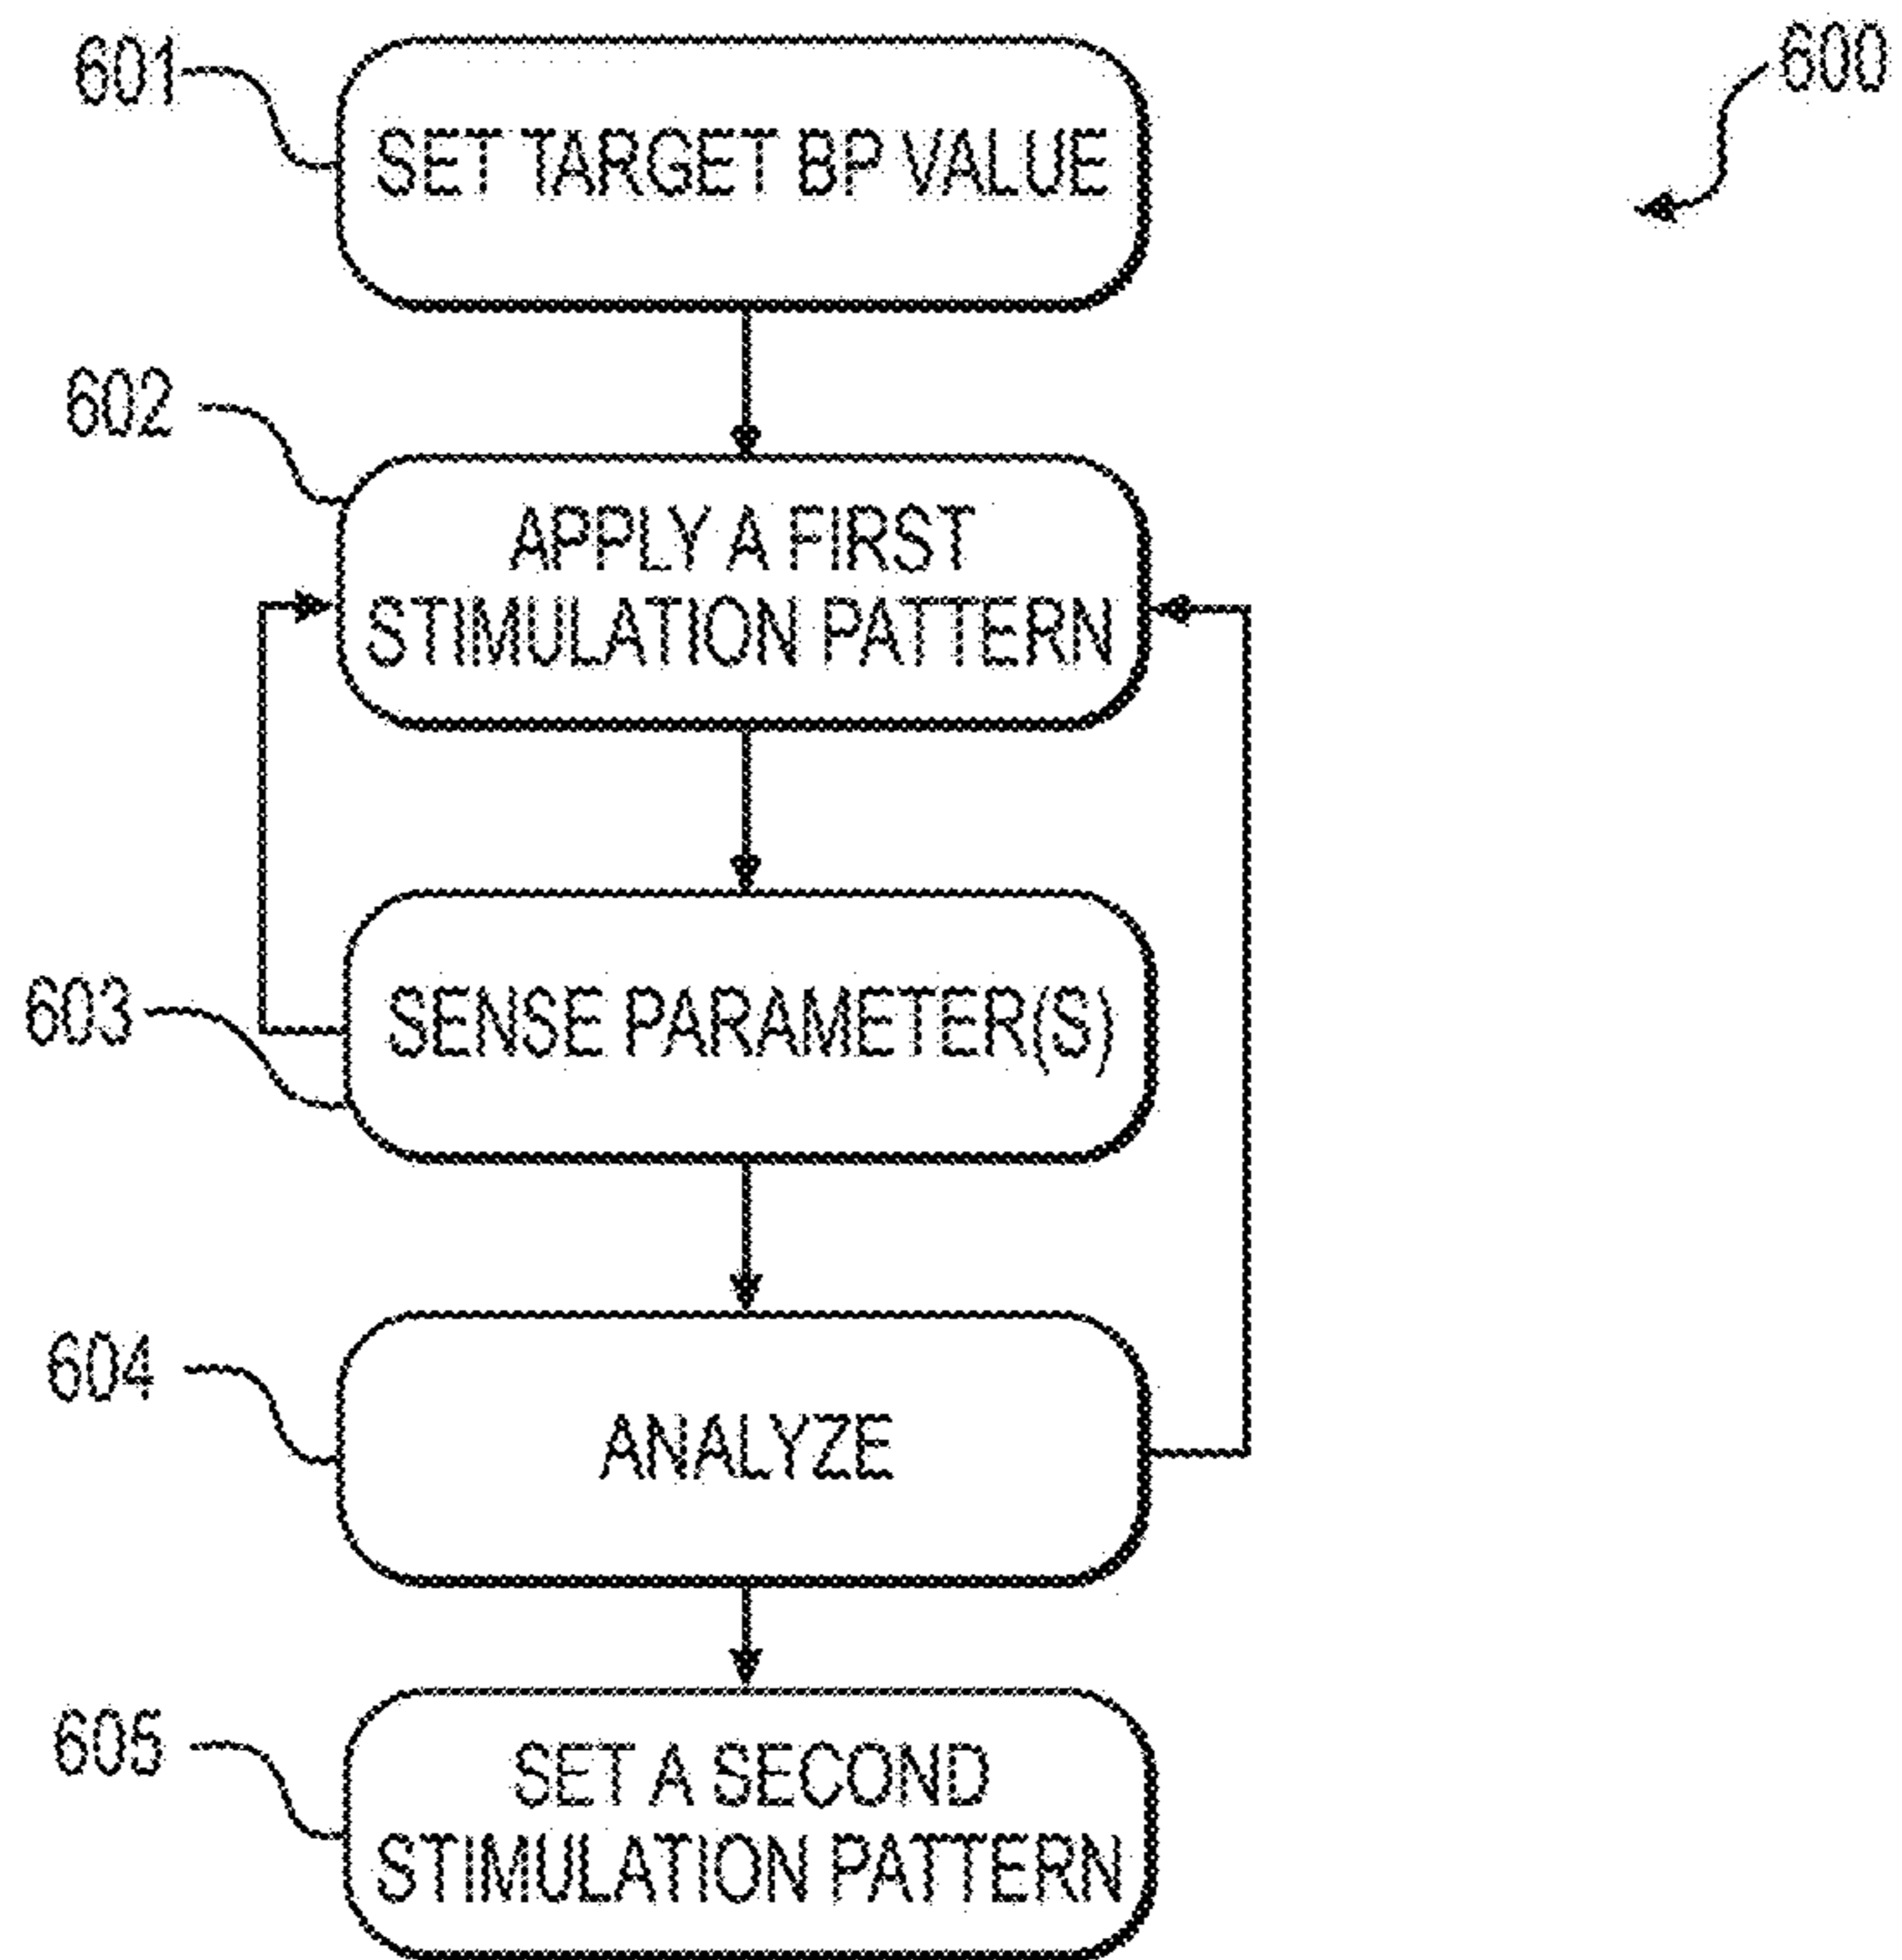 601
SET TARGET BP VALUE
600
602
APPLY A FIRST
STIMULATION PATTERN
603
SENSE PARAMETER(S)
604
ANALYZE
605
SET A SECOND
STIMULATION PATTERN